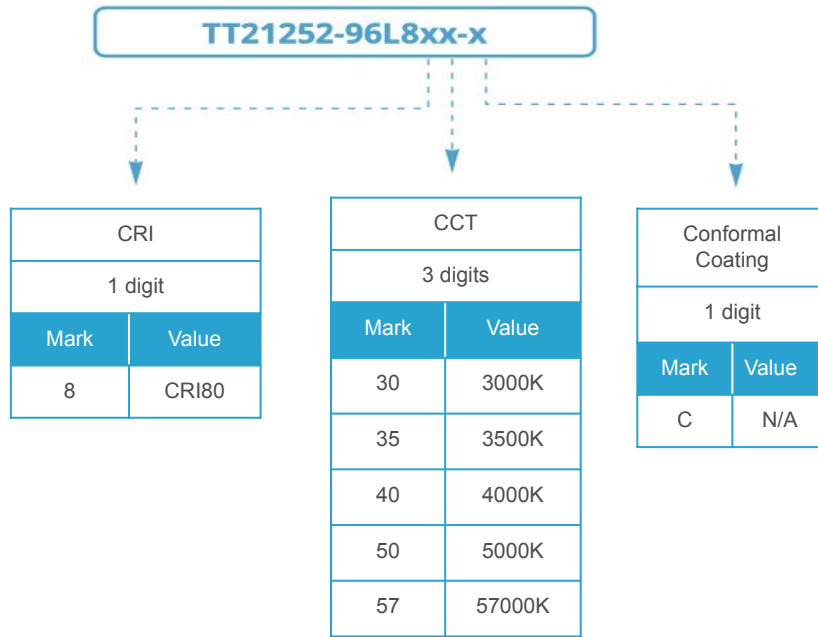 TT21252-96L8xx-x
CRI
1 digit
Mark Value
8 CRI80
CCT
3 digits
Mark Value
30 3000K
35 3500K
40 4000K
50 5000K
57 57000K
Conformal
Coating
1 digit
Mark Value
C N/A